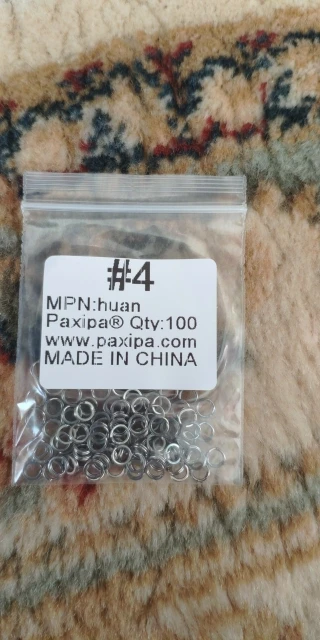 #4
MPN:huan
Paxipa® Qty:100
www.paxipa.com
MADE IN CHINA